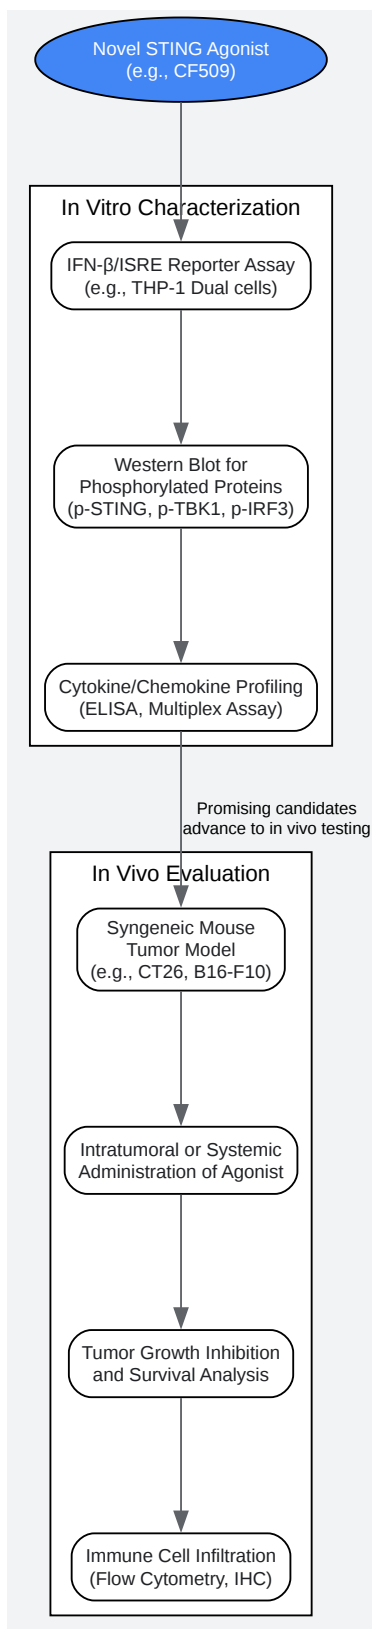 Novel STING Agonist
(e.g., CF509)
In Vitro Characterization
IFN-β/ISRE Reporter Assay
(e.g., THP-1 Dual cells)
Western Blot for
Phosphorylated Proteins
(p-STING, p-TBK1, p-IRF3)
Cytokine/Chemokine Profiling
(ELISA, Multiplex Assay)
Promising candidates
advance to in vivo testing
In Vivo Evaluation
Syngeneic Mouse
Tumor Model
(e.g., CT26, B16-F10)
Intratumoral or Systemic
Administration of Agonist
Tumor Growth Inhibition
and Survival Analysis
Immune Cell Infiltration
(Flow Cytometry, IHC)